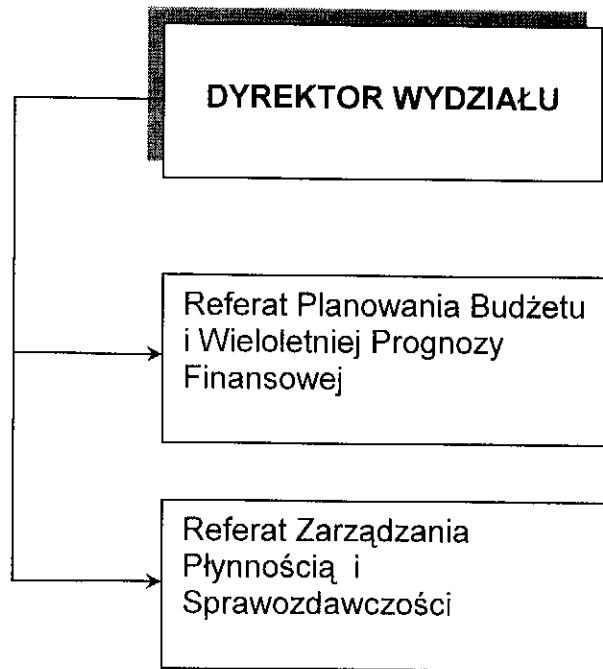 DYREKTOR WYDZIAŁU
Referat Planowania Budżetu
i Wieloletniej Prognozy
Finansowej
Referat Zarządzania
Płynnością i
Sprawozdawczości